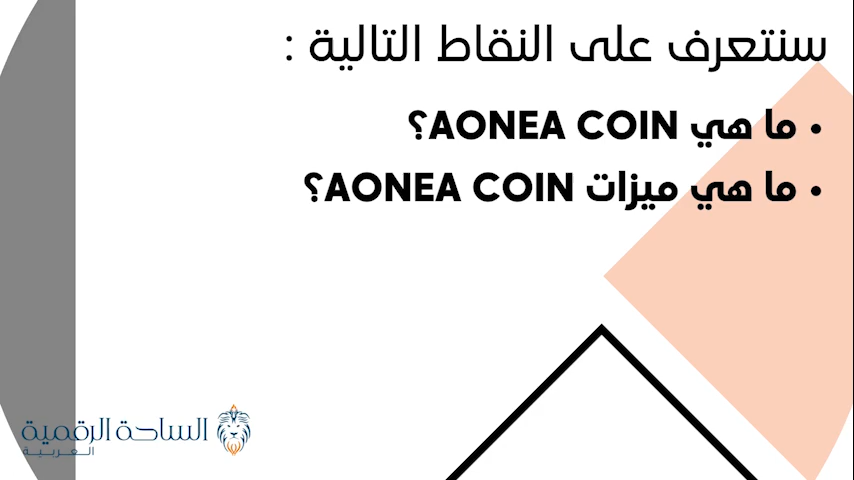 سنتعرف على النقاط التالية :
• ما هي AONEA COIN؟
• ما هي ميزات AONEA COIN؟
الساحة الرقمية
العربية